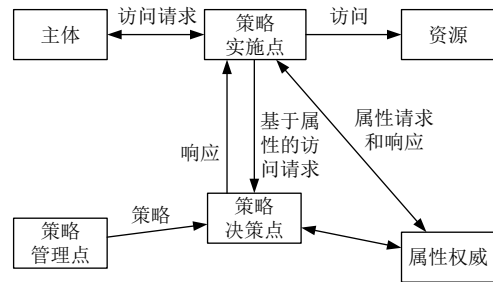 主体
访问请求
策略
实施点
访问
资源
响应
基于属
性的访
问请求
属性请求
和响应
策略
管理点
策略
策略
决策点
属性权威